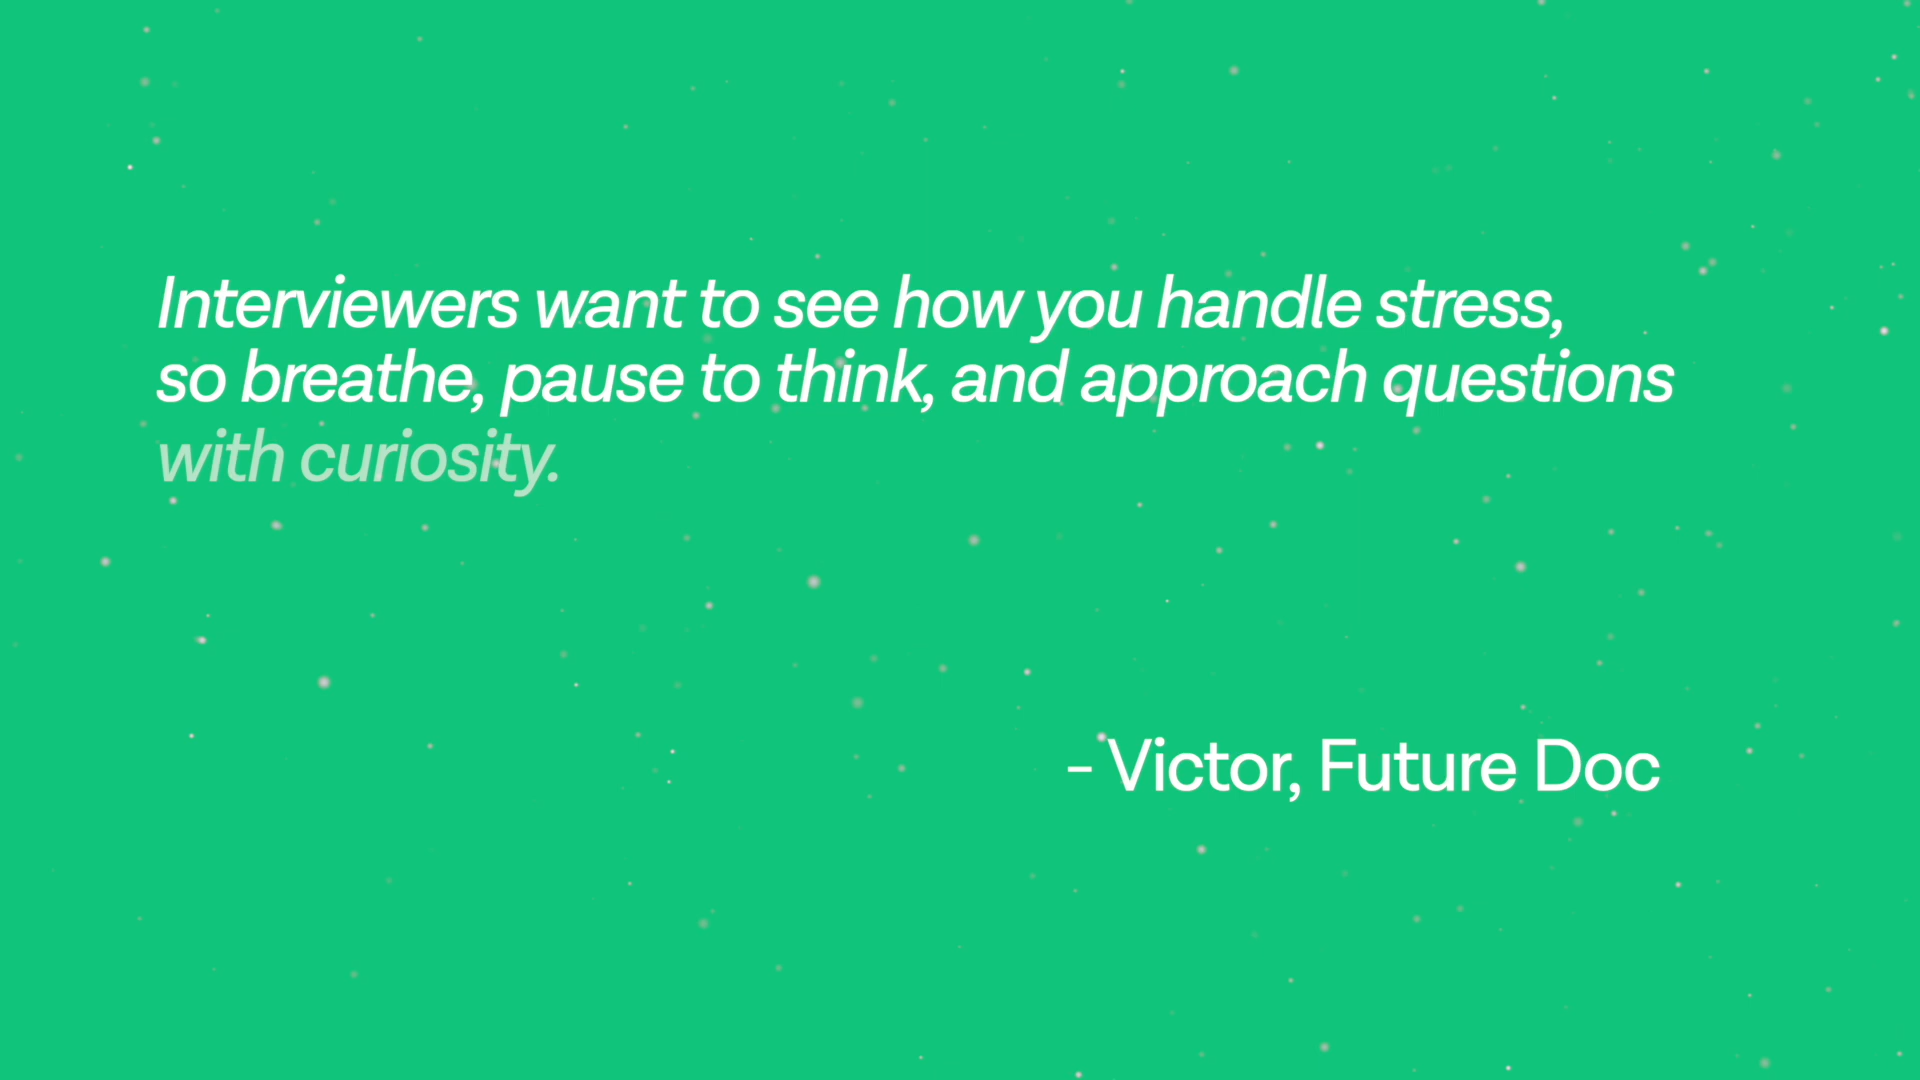 Interviewers want to see how you handle stress,
so breathe, pause to think, and approach questions
with curiosity.
- Victor, Future Doc